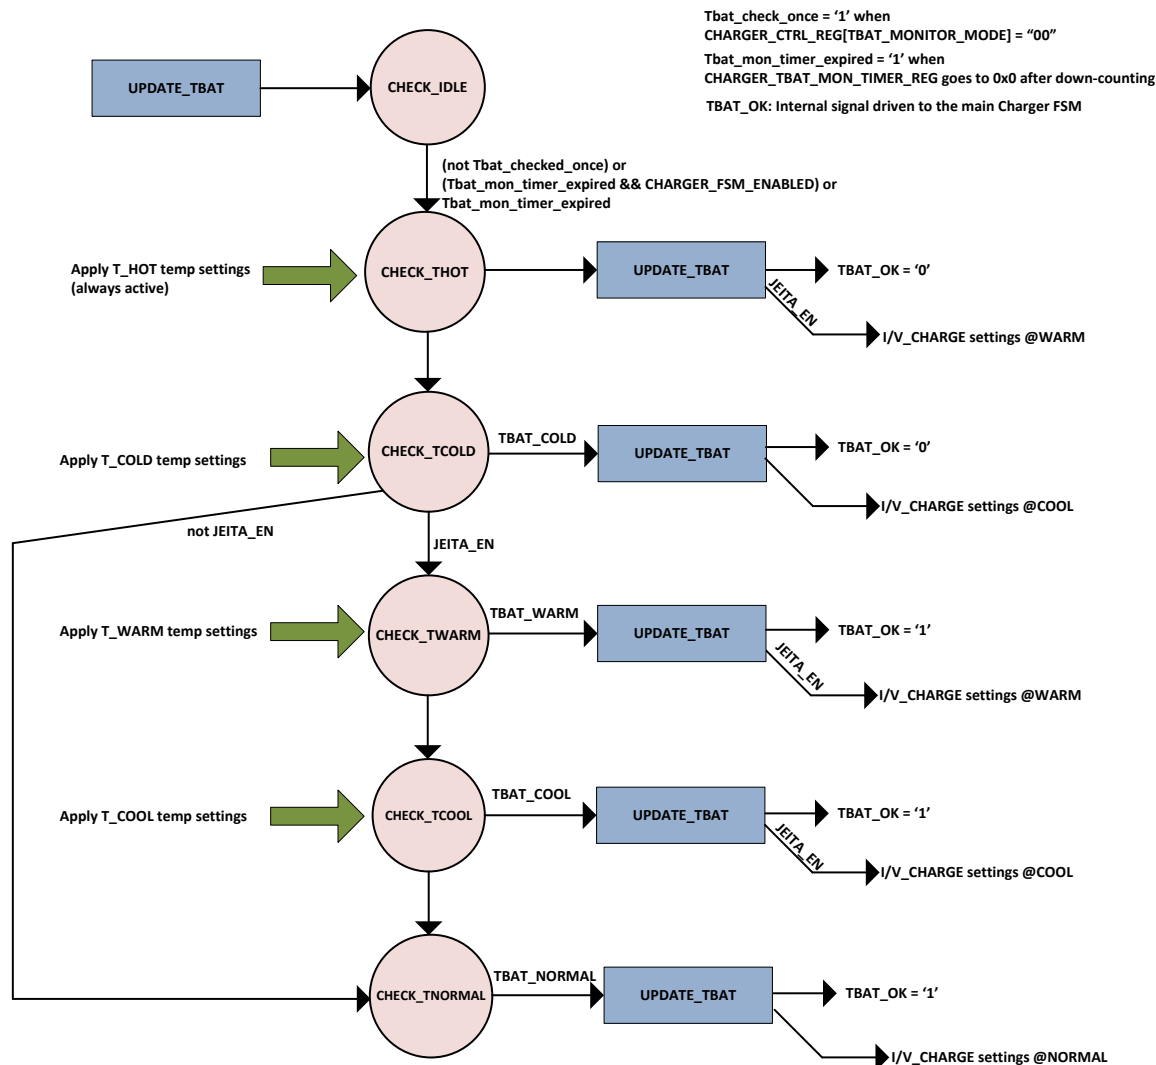 Tbat_check_once = ‘1’ when
CHARGER_CTRL_REG[TBAT_MONITOR_MODE] = “00”
Tbat_mon_timer_expired = ‘1’ when
CHARGER_TBAT_MON_TIMER_REG goes to 0x0 after down-counting
TBAT_OK: Internal signal driven to the main Charger FSM
UPDATE_TBAT
CHECK_IDLE
(not Tbat_checked_once) or
(Tbat_mon_timer_expired && CHARGER_FSM_ENABLED) or
Tbat_mon_timer_expired
Apply T_HOT temp settings
(always active)
CHECK_THOT
UPDATE_TBAT
TBAT_OK = ‘0’
JEITA_EN
I/V_CHARGE settings @WARM
Apply T_COLD temp settings
CHECK_TCOLD
TBAT_COLD
UPDATE_TBAT
TBAT_OK = ‘0’
I/V_CHARGE settings @COOL
not JEITA_EN
JEITA_EN
Apply T_WARM temp settings
CHECK_TWARM
TBAT_WARM
UPDATE_TBAT
TBAT_OK = ‘1’
JEITA_EN
I/V_CHARGE settings @WARM
Apply T_COOL temp settings
CHECK_TCOOL
TBAT_COOL
UPDATE_TBAT
TBAT_OK = ‘1’
JEITA_EN
I/V_CHARGE settings @COOL
CHECK_TNORMAL
TBAT_NORMAL
UPDATE_TBAT
TBAT_OK = ‘1’
I/V_CHARGE settings @NORMAL